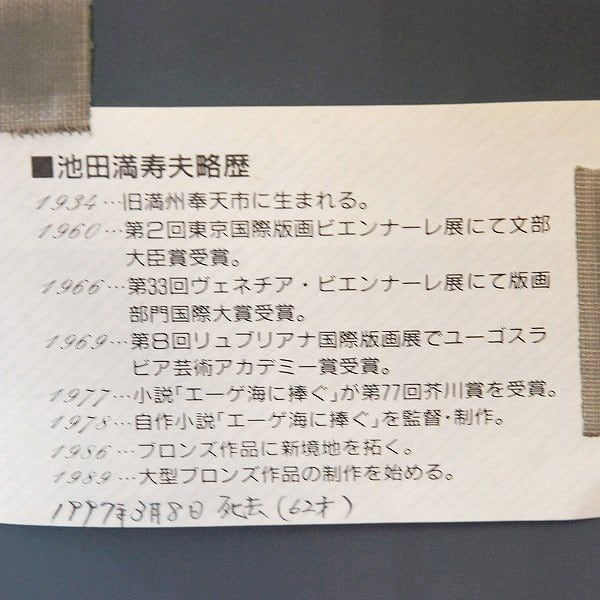 ■池田満寿夫略歴
1934…旧満州奉天市に生まれる。
1960…第2回東京国際版画ビエンナーレ展にて文部
大臣賞受賞。
1966…第33回ヴェネチア・ビエンナーレ展にて版画
部門国際大賞受賞。
1969…第8回リュブリアナ国際版画展でユーゴスラ
ビア芸術アカデミー賞受賞。
1977…小説「エーゲ海に捧ぐ」が第77回芥川賞を受賞。
1978…自作小説「エーゲ海に捧ぐ」を監督・制作。
1986…ブロンズ作品に新境地を拓く。
1989…大型ブロンズ作品の制作を始める。
1997年3月8日 死去(62才)